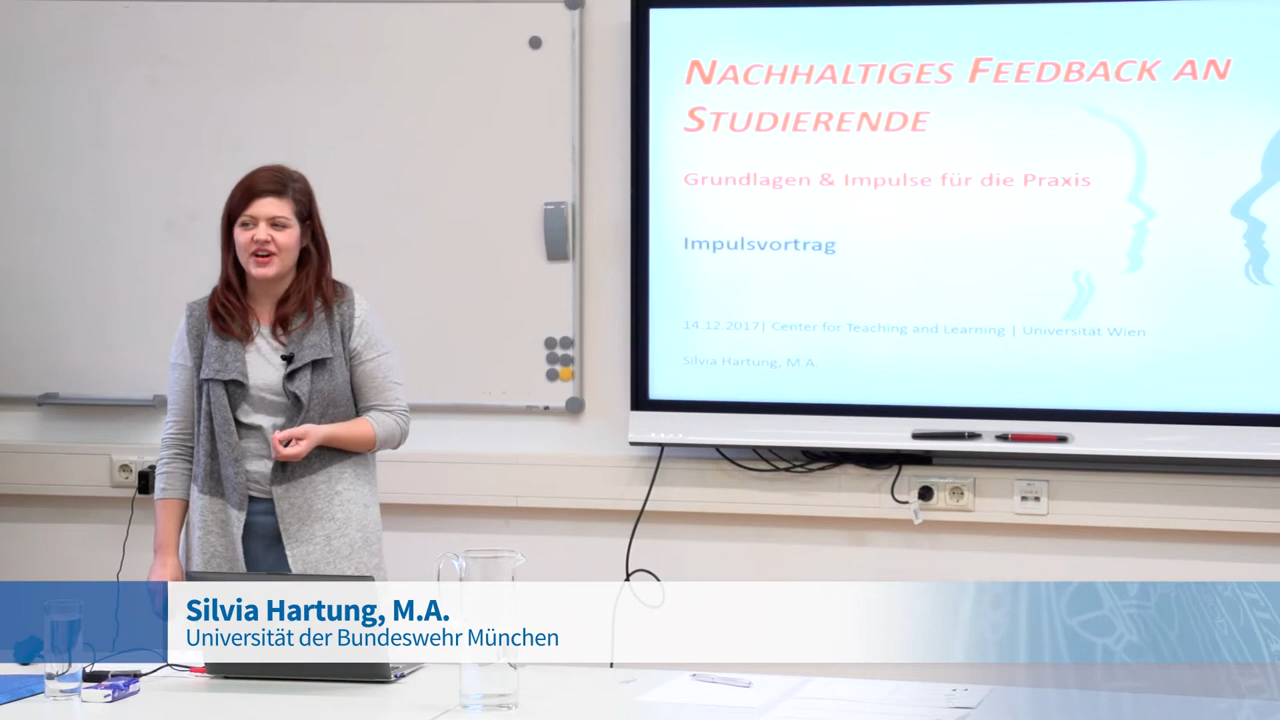 NACHHALTIGES FEEDBACK AN
STUDIERENDE
Grundlagen & Impulse für die Praxis
Impulsvortrag
14.12.2017| Center for Teaching and Learning | Universität Wien
Silvia Hartung, M.A.
Silvia Hartung, M.A.
Universität der Bundeswehr München